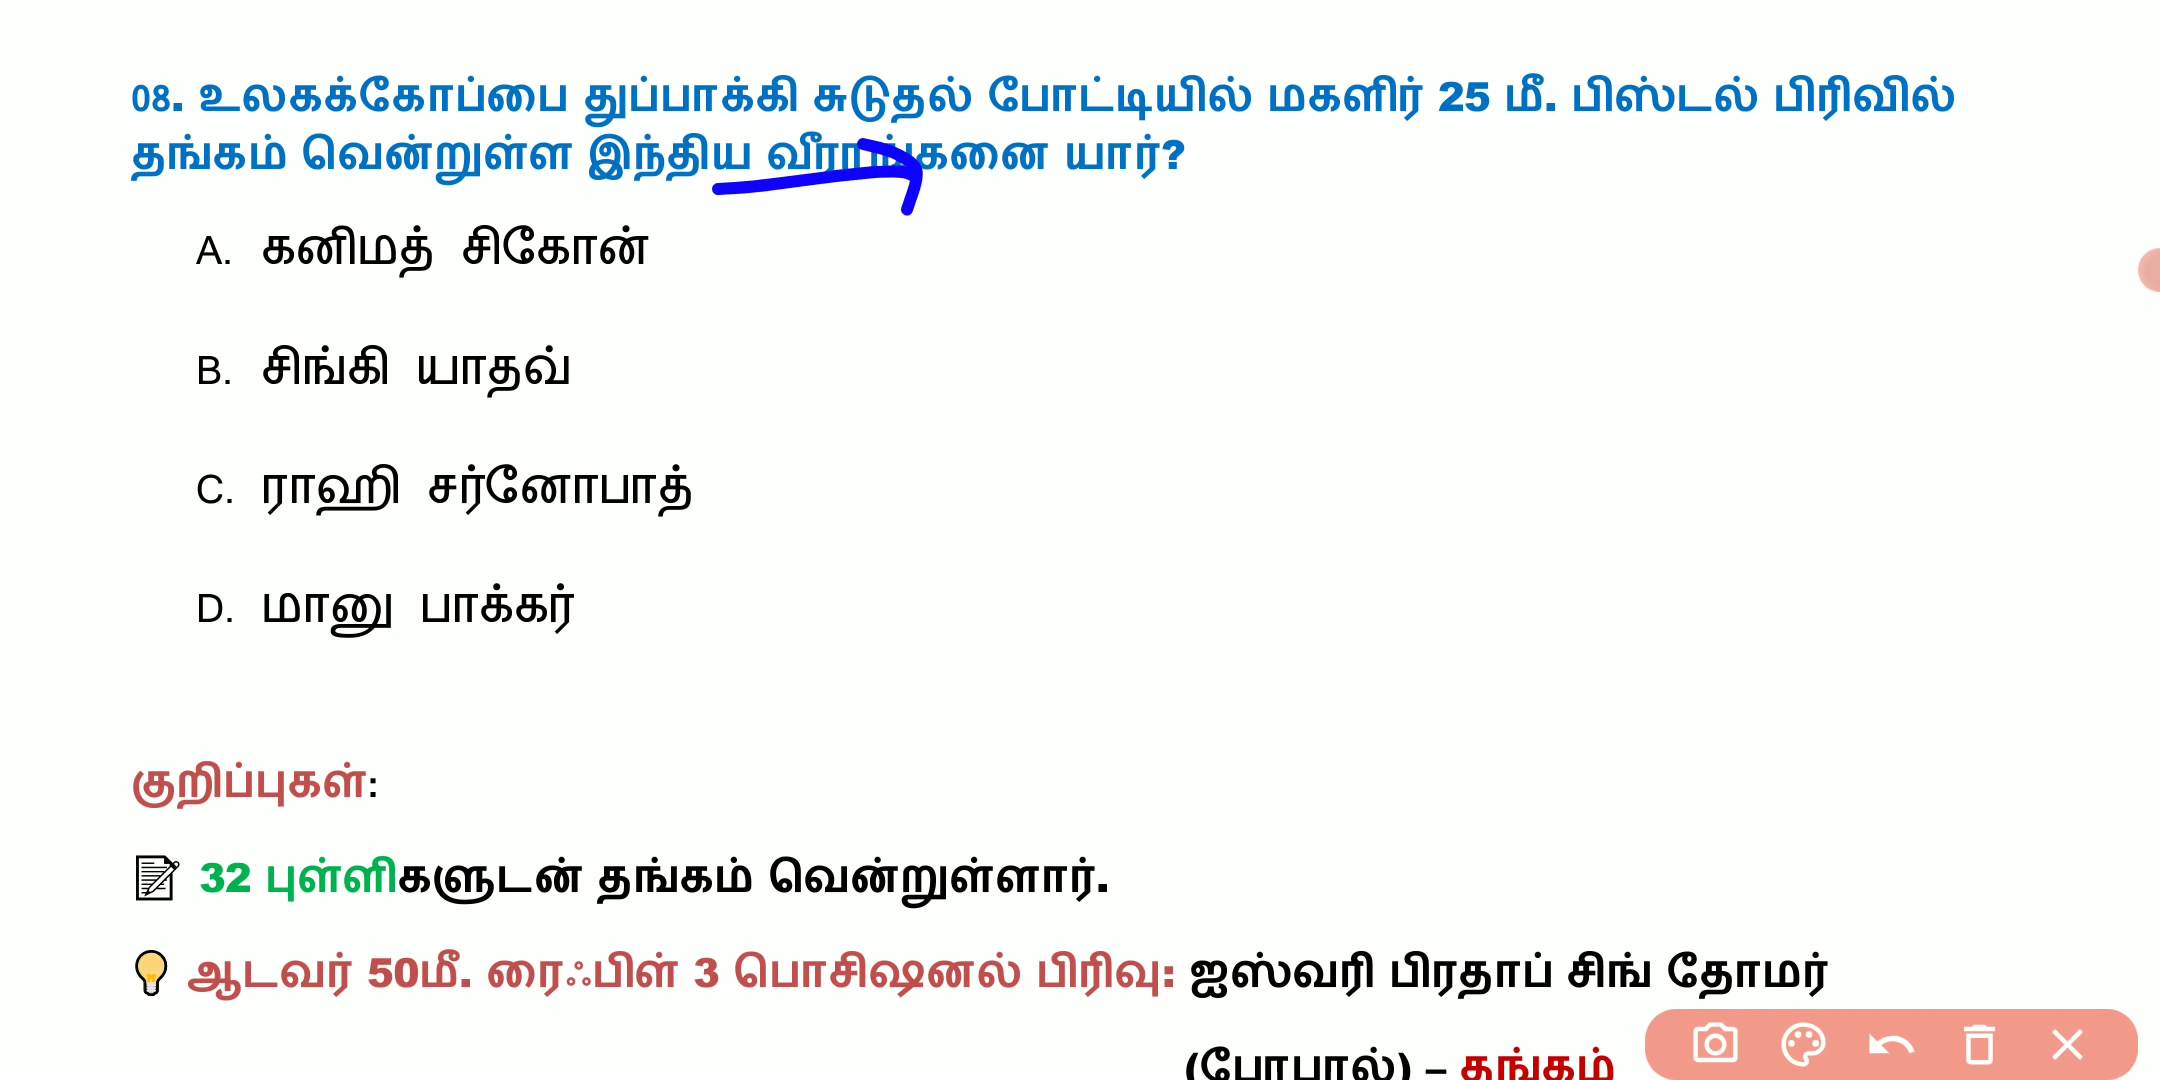 08. உலகக்கோப்பை துப்பாக்கி சுடுதல் போட்டியில் மகளிர் 25 மீ. பிஸ்டல் பிரிவில்
தங்கம் வென்றுள்ள இந்திய வீராங்கனை யார்?
A. கனிமத் சிகோன்
B. சிங்கி யாதவ்
C. ராஹி சர்னோபாத்
D. மானு பாக்கர்
குறிப்புகள்:
32 புள்ளிகளுடன் தங்கம் வென்றுள்ளார்.
ஆடவர் 50மீ. ரைஃபிள் 3 பொசிஷனல் பிரிவு: ஐஸ்வரி பிரதாப் சிங் தோமர்
(போபால்) – தங்கம்